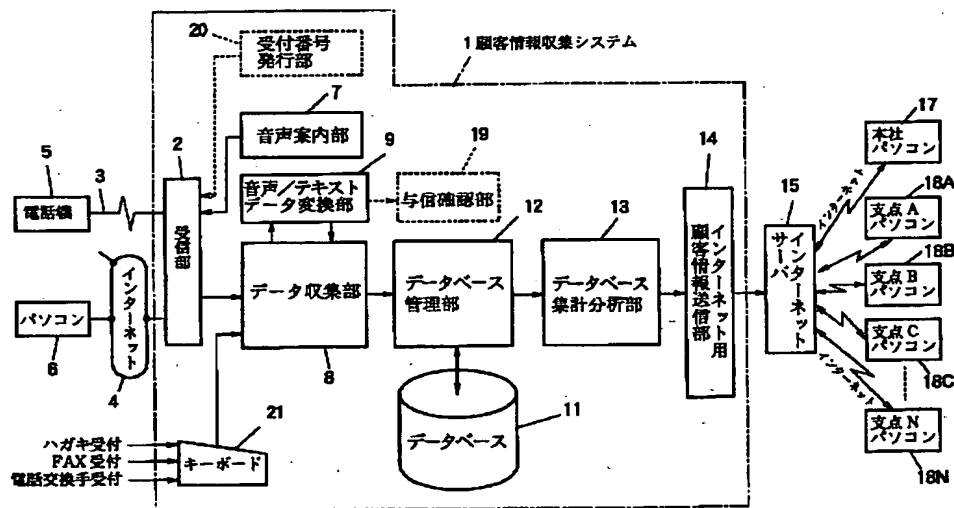 20
受付番号
発行部
1 顧客情報収集システム
7
音声案内部
5
3
2
9
19
14
17
本社
パソコン
電話機
音声/テキスト
データ変換部
与信確認部
インターネット
18A
支点A
パソコン
15
12
13
受信部
データ収集部
データベース
管理部
データベース
集計分析部
インターネット用
顧客情報送信部
インターネット
サーバ
18B
支点B
パソコン
パソコン
インターネット
6
4
8
支点C
パソコン
18C
インターネット
21
11
データベース
ハガキ受付
FAX受付
電話交換手受付
キーボード
支点N
パソコン
18N